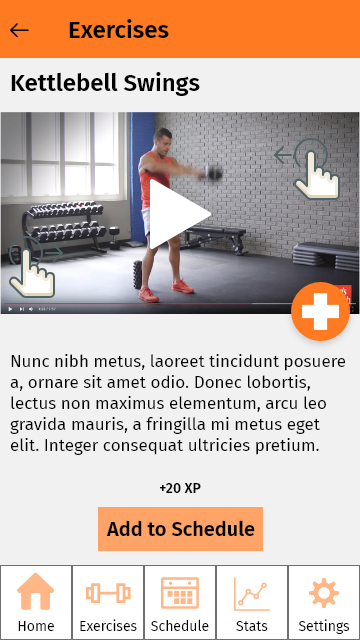 Exercises
Kettlebell Swings
Nunc nibh metus, laoreet tincidunt posuere
a, ornare sit amet odio. Donec lobortis,
lectus non maximus elementum, arcu leo
gravida mauris, a fringilla mi metus eget
elit. Integer consequat ultricies pretium.
+20 XP
Add to Schedule
Home
Exercises
Schedule
Stats
Settings